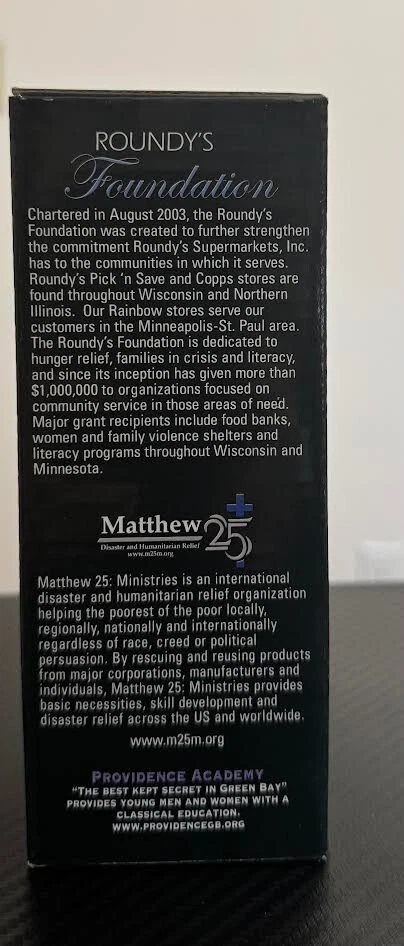 ROUNDY'S
Foundation
Chartered in August 2003, the Roundy's
Foundation was created to further strengthen
the commitment Roundy's Supermarkets, Inc.
has to the communities in which it serves.
Roundy's Pick 'n Save and Copps stores are
found throughout Wisconsin and Northern
Illinois. Our Rainbow stores serve our
customers in the Minneapolis-St. Paul area.
The Roundy's Foundation is dedicated to
hunger relief, families in crisis and literacy,
and since its inception has given more than
$1,000,000 to organizations focused on
community service in those areas of need.
Major grant recipients include food banks,
women and family violence shelters and
literacy programs throughout Wisconsin and
Minnesota.
Matthew 25
Disaster and Humanitarian Relief
www.m25m.org
Matthew 25: Ministries is an international
disaster and humanitarian relief organization
helping the poorest of the poor locally,
regionally, nationally and internationally
regardless of race, creed or political
persuasion. By rescuing and reusing products
from major corporations, manufacturers and
individuals, Matthew 25: Ministries provides
basic necessities, skill development and
disaster relief across the US and worldwide.
www.m25m.org
PROVIDENCE ACADEMY
"THE BEST KEPT SECRET IN GREEN BAY"
PROVIDES YOUNG MEN AND WOMEN WITH A
CLASSICAL EDUCATION.
WWW.PROVIDENCEGB.ORG